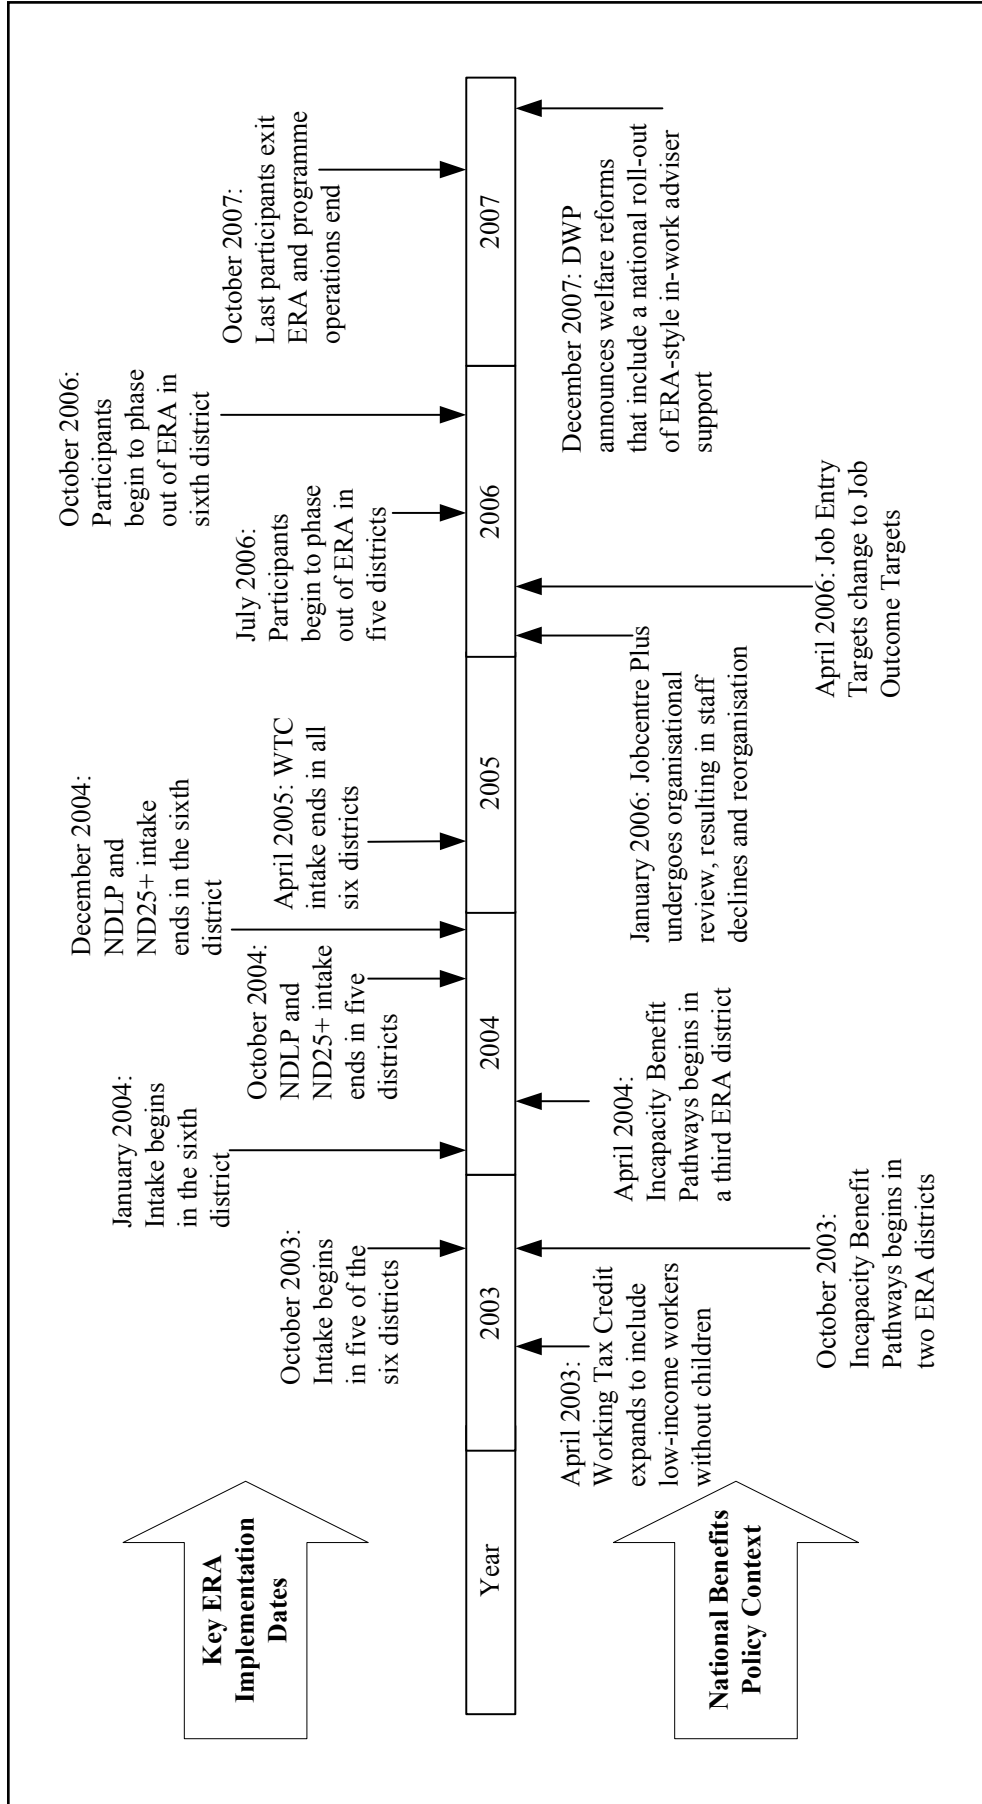 Key ERA
Implementation
Dates
October 2003:
Intake begins
in five of the
six districts
January 2004:
Intake begins
in the sixth
district
October 2004:
NDLP and
ND25+ intake
ends in five
districts
December 2004:
NDLP and
ND25+ intake
ends in the sixth
district
April 2005: WTC
intake ends in all
six districts
July 2006:
Participants
begin to phase
out of ERA in
five districts
October 2006:
Participants
begin to phase
out of ERA in
sixth district
October 2007:
Last participants exit
ERA and programme
operations end
Year
2003
2004
2005
2006
2007
National Benefits
Policy Context
April 2003:
Working Tax Credit
expands to include
low-income workers
without children
October 2003:
Incapacity Benefit
Pathways begins in
two ERA districts
April 2004:
Incapacity Benefit
Pathways begins in
a third ERA district
January 2006: Jobcentre Plus
undergoes organisational
review, resulting in staff
declines and reorganisation
April 2006: Job Entry
Targets change to Job
Outcome Targets
December 2007: DWP
announces welfare reforms
that include a national roll-out
of ERA-style in-work adviser
support